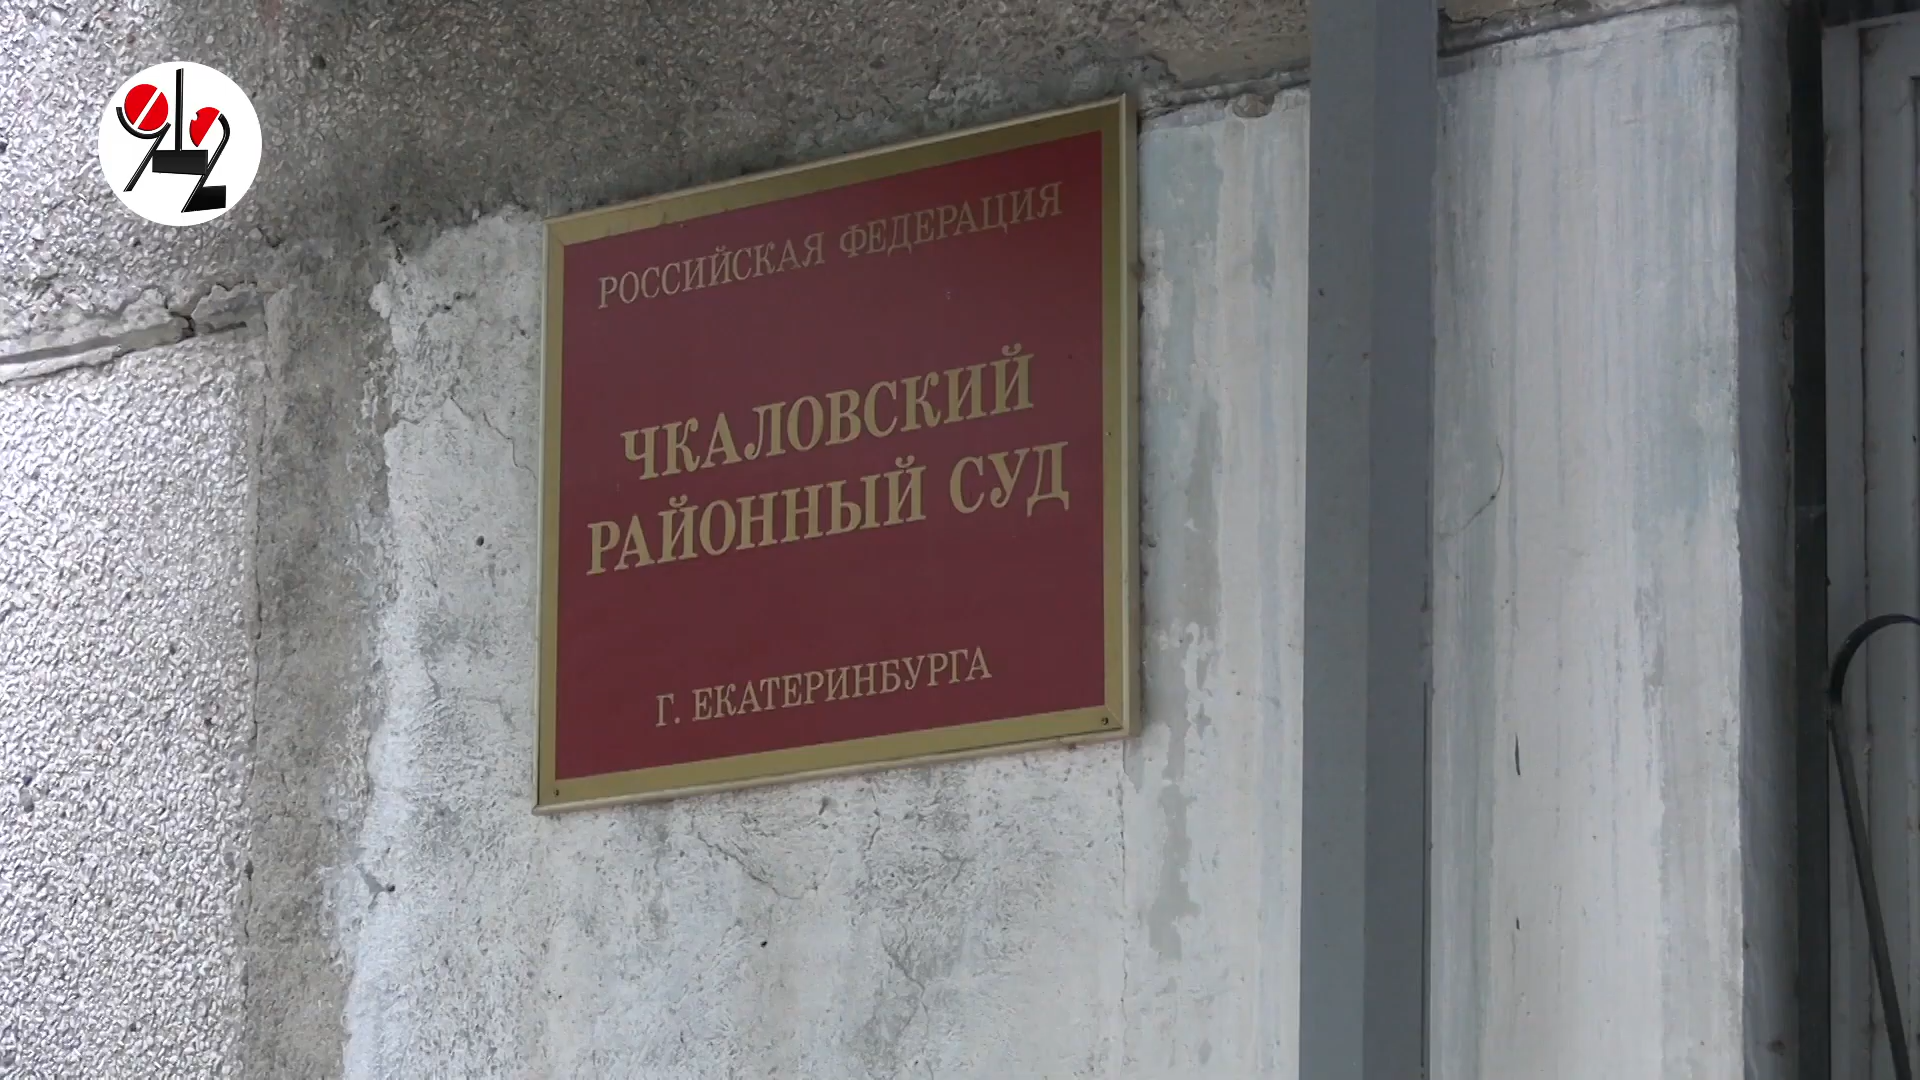 РОССИЙСКАЯ ФЕДЕРАЦИЯ
ЧКАЛОВСКИЙ
РАЙОННЫЙ СУД
Г. ЕКАТЕРИНБУРГА